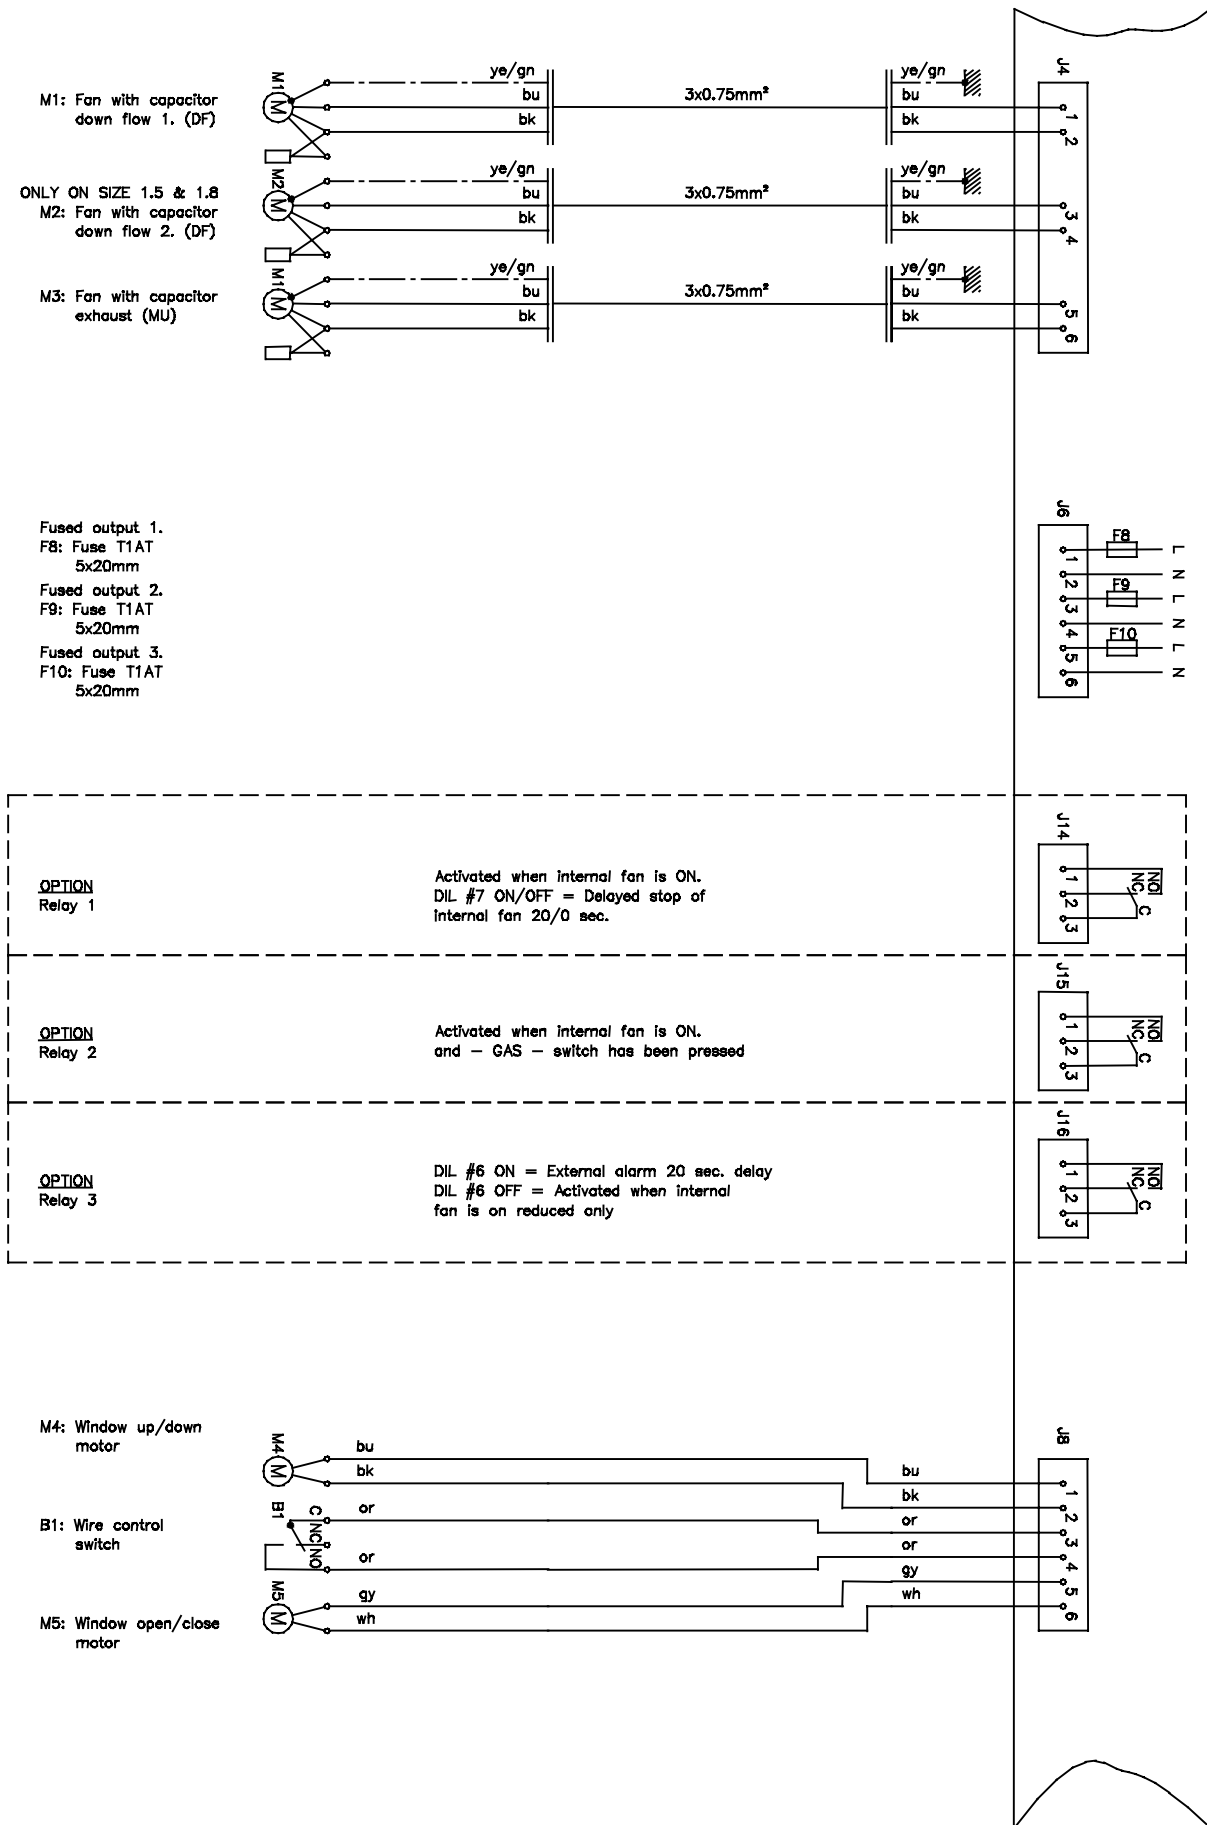 J4
M1: Fan with capacitor
down flow 1. (DF)
M1
M
ye/gn
bu
bk
3x0.75mm²
ye/gn
bu
bk
1
2
ONLY ON SIZE 1.5 & 1.8
M2: Fan with capacitor
down flow 2. (DF)
M2
M
ye/gn
bu
bk
3x0.75mm²
ye/gn
bu
bk
3
4
M3: Fan with capacitor
exhaust (MU)
M1
M
ye/gn
bu
bk
3x0.75mm²
ye/gn
bu
bk
5
6
Fused output 1.
F8: Fuse T1AT
5x20mm
Fused output 2.
F9: Fuse T1AT
5x20mm
Fused output 3.
F10: Fuse T1AT
5x20mm
J6
1 F8 L
2 N
3 F9 L
4 N
5 F10 L
6 N
OPTION
Relay 1
Activated when internal fan is ON.
DIL #7 ON/OFF = Delayed stop of
internal fan 20/0 sec.
J14
1 NO
2 NC
3 C
OPTION
Relay 2
Activated when internal fan is ON.
and – GAS – switch has been pressed
J15
1 NO
2 NC
3 C
OPTION
Relay 3
DIL #6 ON = External alarm 20 sec. delay
DIL #6 OFF = Activated when internal
fan is on reduced only
J16
1 NO
2 NC
3 C
M4: Window up/down
motor
M4
M
bu
bk
B1: Wire control
switch
B1
C
NC
NO
or
or
M5: Window open/close
motor
M5
M
gy
wh
J8
bu 1
bk 2
or 3
or 4
gy 5
wh 6